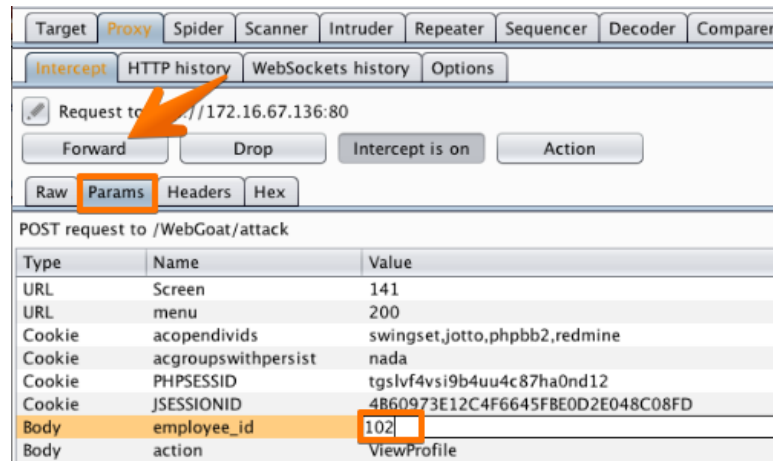 Target Proxy Spider Scanner Intruder Repeater Sequencer Decoder Comparer
Intercept HTTP history WebSockets history Options
Request to //172.16.67.136:80
Forward Drop Intercept is on Action
Raw Params Headers Hex
POST request to /WebGoat/attack
Type Name Value
URL Screen 141
URL menu 200
Cookie acopendivids swingset,jotto,phpbb2,redmine
Cookie acgroupswithpersist nada
Cookie PHPSESSID tgslvf4vsi9b4uu4c87ha0nd12
Cookie JSESSIONID 4B60973E12C4F6645FBE0D2E048C08FD
Body employee_id 102
Body action ViewProfile